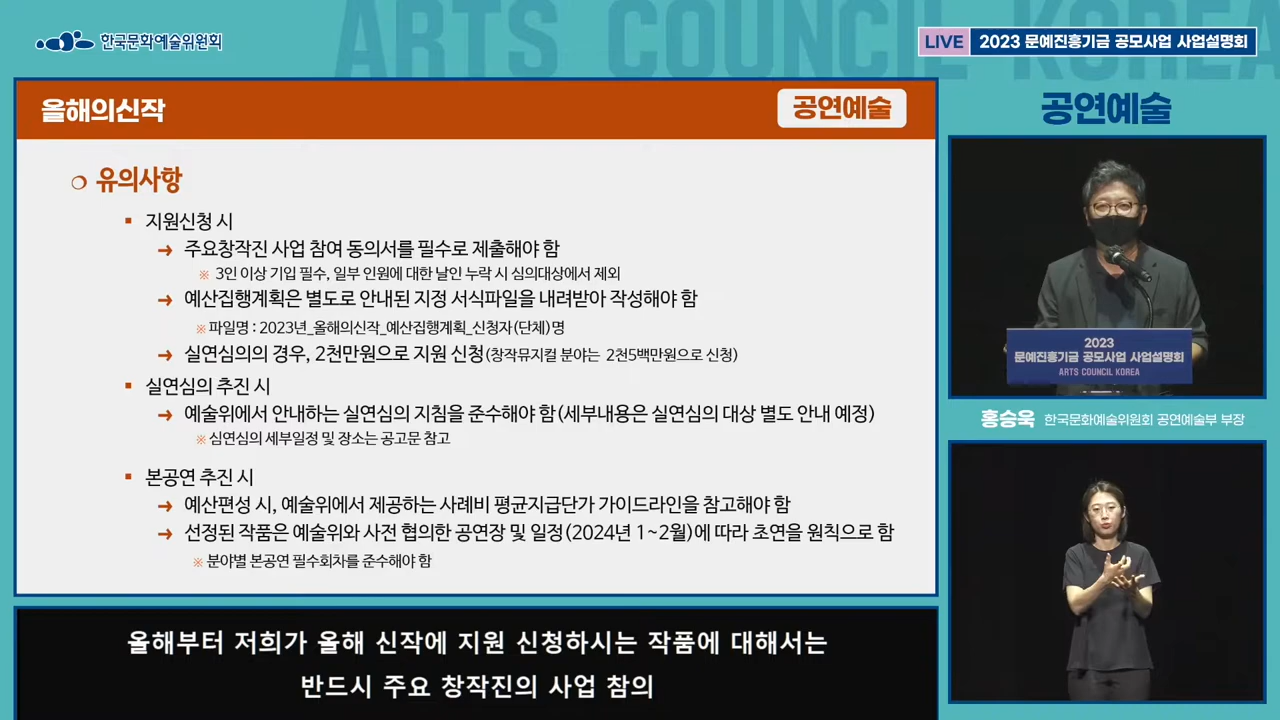 ARTS COUNCIL KOREA
한국문화예술위원회
LIVE 2023 문예진흥기금 공모사업 사업설명회
올해의신작
공연예술
유의사항
지원신청 시
주요창작진 사업 참여 동의서를 필수로 제출해야 함
※ 3인 이상 기입 필수, 일부 인원에 대한 날인 누락 시 심의대상에서 제외
예산집행계획은 별도로 안내된 지정 서식파일을 내려받아 작성해야 함
※ 파일명 : 2023년_올해의신작_예산집행계획_신청자(단체)명
실연심의의 경우, 2천만원으로 지원 신청(창작뮤지컬 분야는 2천5백만원으로 신청)
실연심의 추진 시
예술위에서 안내하는 실연심의 지침을 준수해야 함(세부내용은 실연심의 대상 별도 안내 예정)
※ 심연심의 세부일정 및 장소는 공고문 참고
본공연 추진 시
예산편성 시, 예술위에서 제공하는 사례비 평균지급단가 가이드라인을 참고해야 함
선정된 작품은 예술위와 사전 협의한 공연장 및 일정(2024년 1~2월)에 따라 초연을 원칙으로 함
※ 분야별 본공연 필수회차를 준수해야 함
공연예술
2023
문예진흥기금 공모사업 사업설명회
ARTS COUNCIL KOREA
홍승욱 한국문화예술위원회 공연예술부 부장
올해부터 저희가 올해 신작에 지원 신청하시는 작품에 대해서는
반드시 주요 창작진의 사업 참의